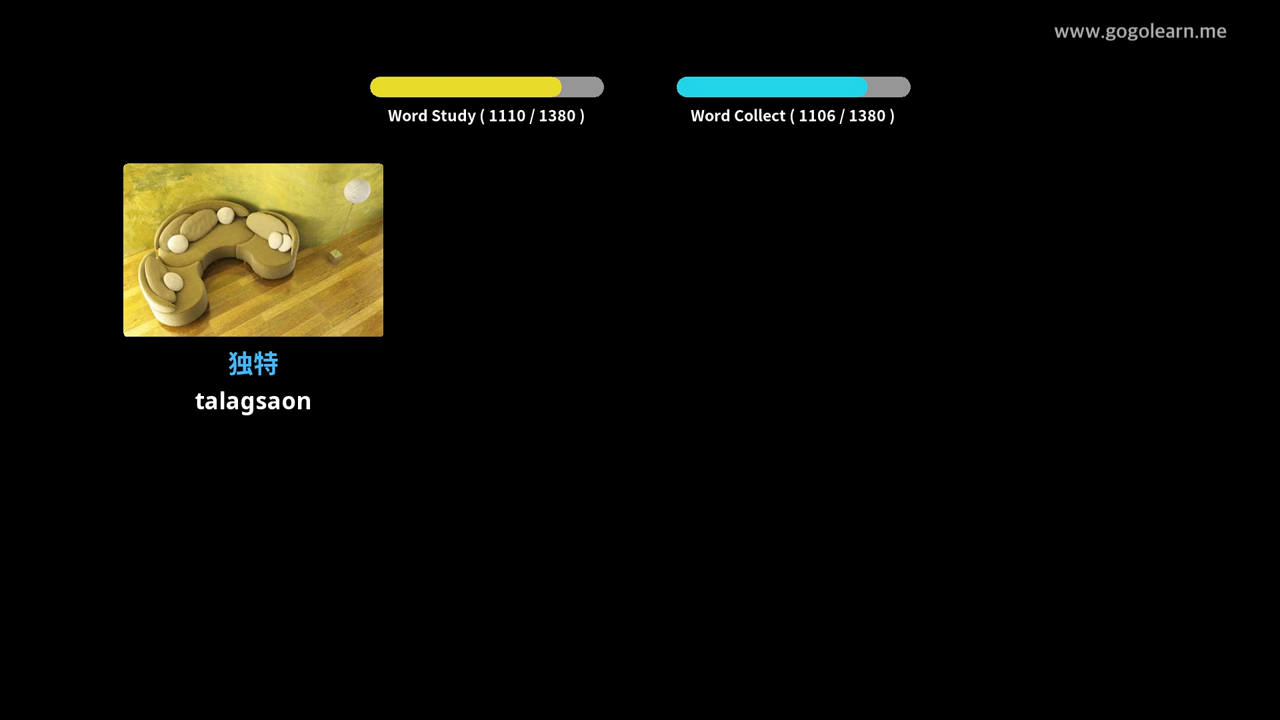 www.gogolearn.me
Word Study ( 1110 / 1380 )
Word Collect ( 1106 / 1380 )
独特
talagsaon